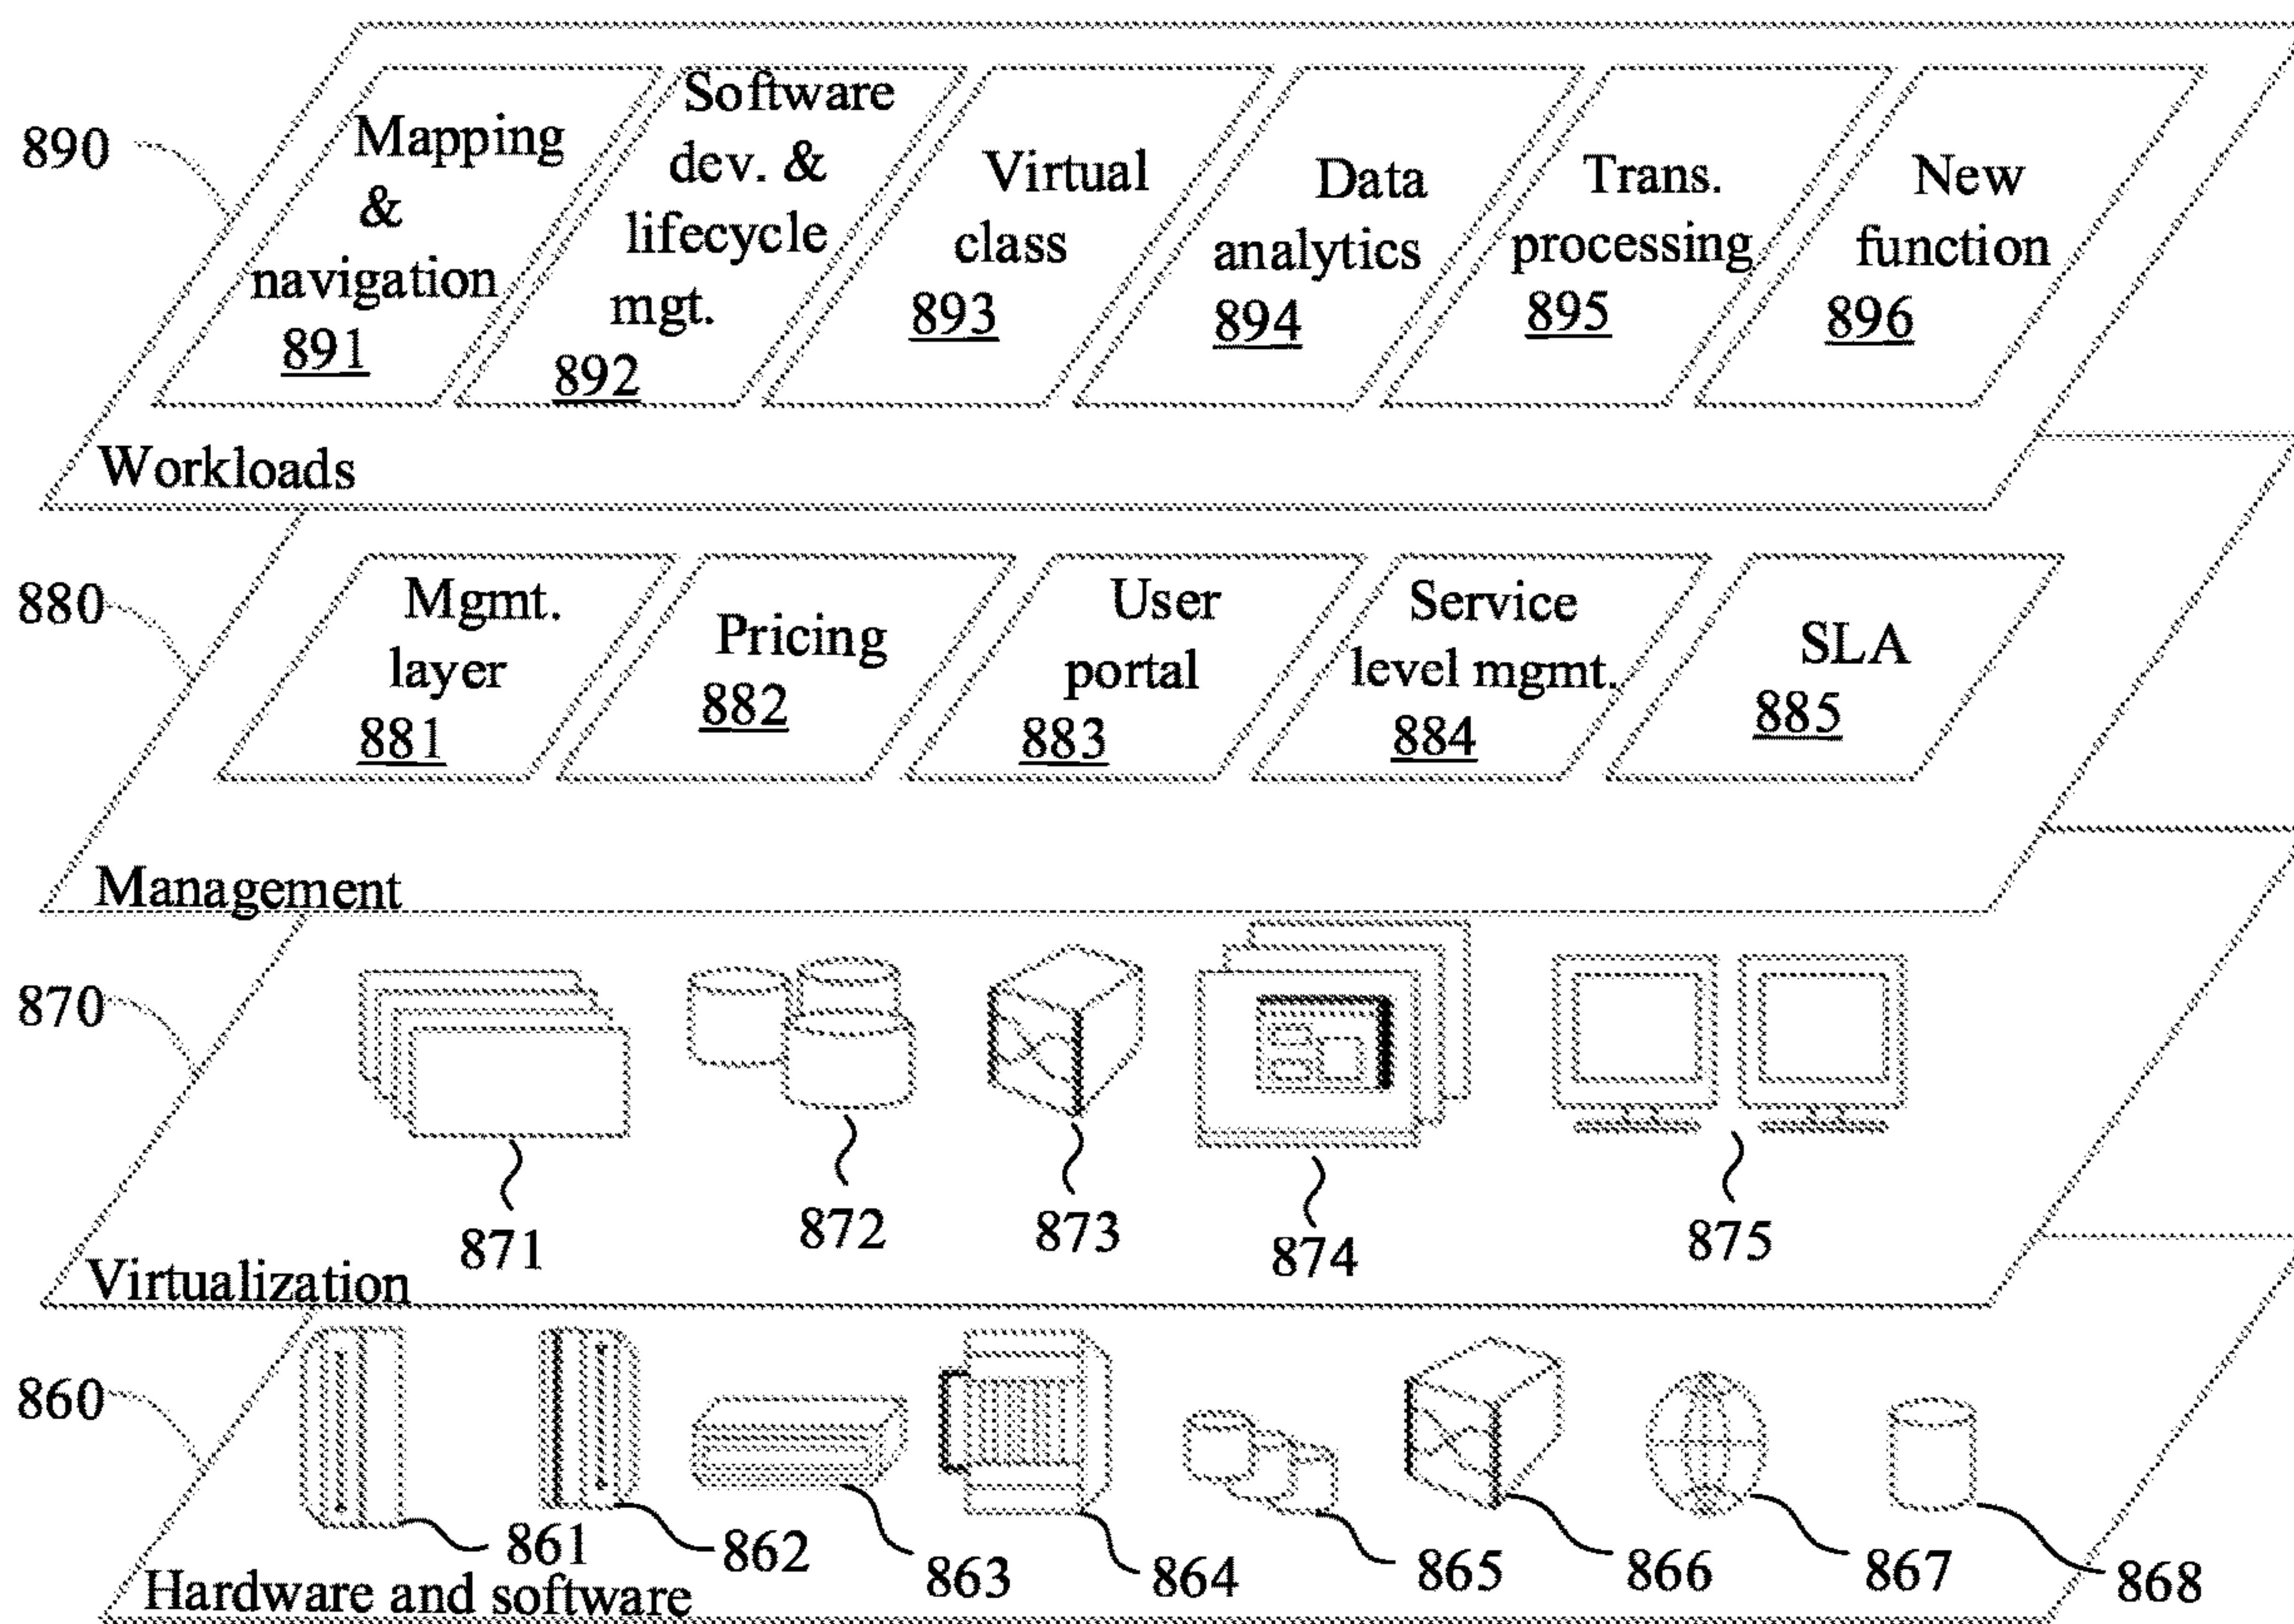 890
Mapping
&
navigation
891
Software
dev. &
lifecycle
mgt.
892
Virtual
class
893
Data
analytics
894
Trans.
processing
895
New
function
896
Workloads
880
Mgmt.
layer
881
Pricing
882
User
portal
883
Service
level mgmt.
884
SLA
885
Management
870
871
872
873
874
875
Virtualization
860
861
862
863
864
865
866
867
868
Hardware and software